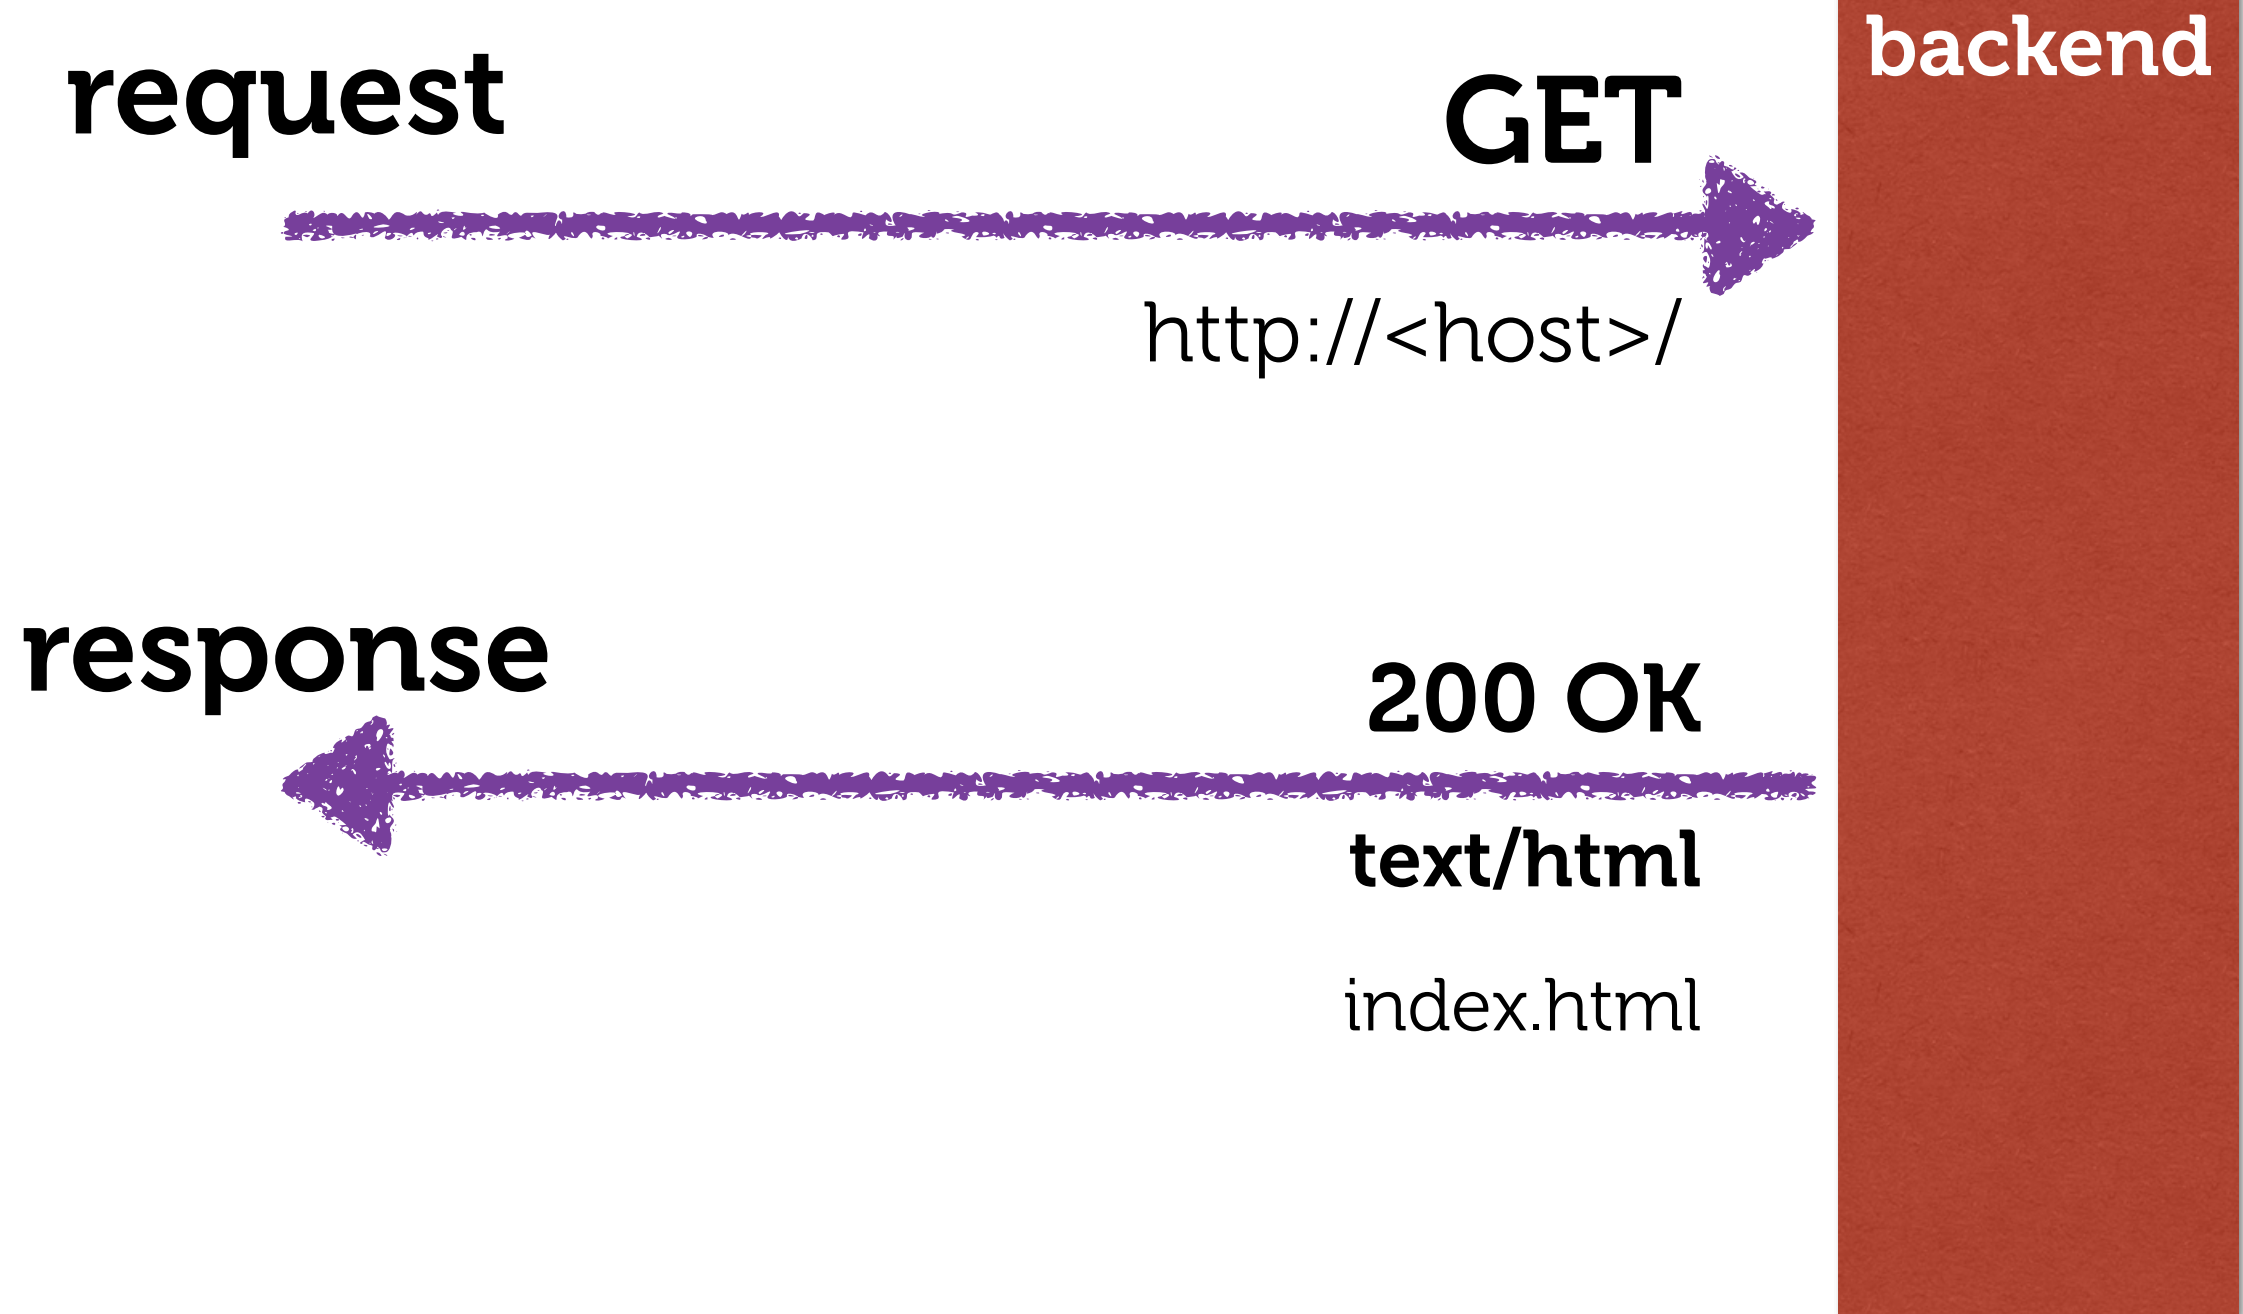 backend
request
GET
http://<host>/
response
200 OK
text/html
index.html